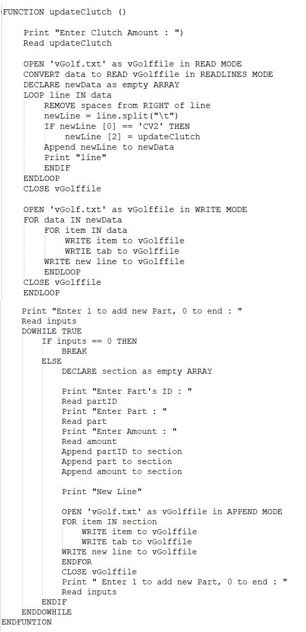 FUNCTION updateClutch ()
Print "Enter Clutch Amount : ")
Read updateClutch
OPEN 'vGolf.txt' as vGolffile in READ MODE
CONVERT data to READ vGolffile in READLINES MODE
DECLARE newData as empty ARRAY
LOOP line IN data
REMOVE spaces from RIGHT of line
newLine = line.split("\t")
IF newLine [0] == 'CV2' THEN
newLine [2] = updateClutch
Append newLine to newData
Print "line"
ENDIF
ENDLOOP
CLOSE vGolffile
OPEN 'vGolf.txt' as vGolffile in WRITE MODE
FOR data IN newData
FOR item IN data
WRITE item to vGolffile
WRTIE tab to vGolffile
WRITE new line to vGolffile
ENDLOOP
CLOSE vGolffile
ENDLOOP
Print "Enter 1 to add new Part, 0 to end : "
Read inputs
DOWHILE TRUE
IF inputs == 0 THEN
BREAK
ELSE
DECLARE section as empty ARRAY
Print "Enter Part's ID : "
Read partID
Print "Enter Part : "
Read part
Print "Enter Amount : "
Read amount
Append partID to section
Append part to section
Append amount to section
Print "New Line"
OPEN 'vGolf.txt' as vGolffile in APPEND MODE
FOR item IN section
WRITE item to vGolffile
WRITE tab to vGolffile
WRITE new line to vGolffile
ENDFOR
CLOSE vGolffile
Print " Enter 1 to add new Part, 0 to end : "
Read inputs
ENDIF
ENDDOWHILE
ENDFUNTION